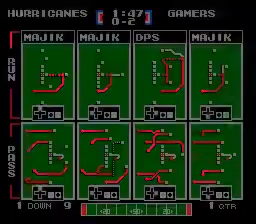 HURRICANES 1:47 GAMERS
0-2
MAJIK MAJIK DPS MAJIK
RUN
PASS
1 DOWN 9 1 QTR